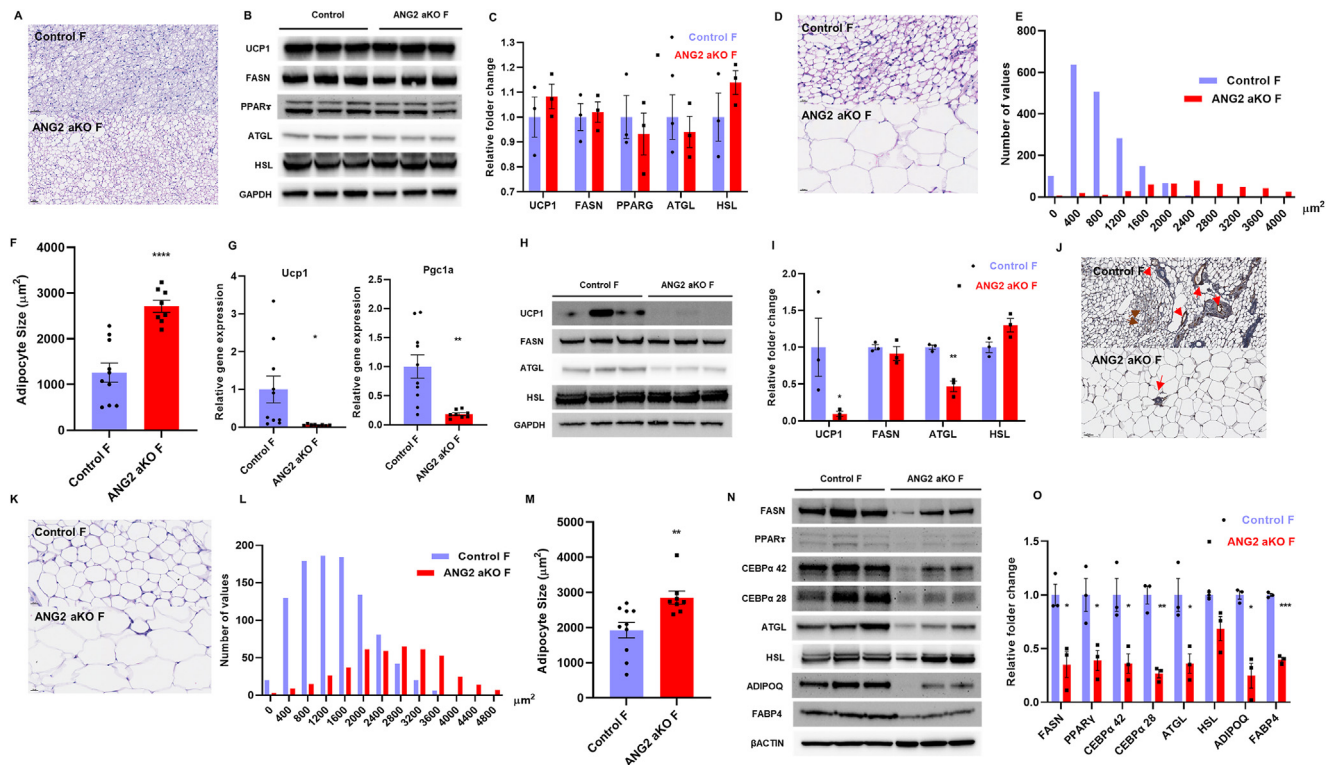 A
Control F
ANG2 aKO F
B
Control ANG2 aKO F
UCP1
FASN
PPARɤ
ATGL
HSL
GAPDH
C
Control F
ANG2 aKO F
Relative folder change
1.3
1.2
1.1
1.0
0.9
0.8
0.7
UCP1 FASN PPARG ATGL HSL
D
Control F
ANG2 aKO F
E
Control F
ANG2 aKO F
Number of values
800
600
400
200
0
0 400 800 1200 1600 2000 2400 2800 3200 3600 4000
μm²
F
Adipocyte Size (μm²)
4000
3000
2000
1000
0
****
Control F
ANG2 aKO F
G
Ucp1
Relative gene expression
4
3
2
1
0
*
Control F
ANG2 aKO F
Pgc1a
Relative gene expression
2.5
2.0
1.5
1.0
0.5
0.0
**
Control F
ANG2 aKO F
H
Control F ANG2 aKO F
UCP1
FASN
ATGL
HSL
GAPDH
I
Control F
ANG2 aKO F
Relative folder change
2.0
1.5
1.0
0.5
0.0
* **
UCP1 FASN ATGL HSL
J
Control F
ANG2 aKO F
K
Control F
ANG2 aKO F
L
Control F
ANG2 aKO F
Number of values
200
150
100
50
0
0 400 800 1200 1600 2000 2400 2800 3200 3600 4000 4400 4800
μm²
M
Adipocyte Size (μm²)
5000
4000
3000
2000
1000
0
**
Control F
ANG2 aKO F
N
Control F ANG2 aKO F
FASN
PPARɤ
CEBPα 42
CEBPα 28
ATGL
HSL
ADIPOQ
FABP4
βACTIN
O
Control F
ANG2 aKO F
Relative folder change
2.0
1.5
1.0
0.5
0.0
* * * ** * * ***
FASN PPARγ CEBPα 42 CEBPα 28 ATGL HSL ADIPOQ FABP4